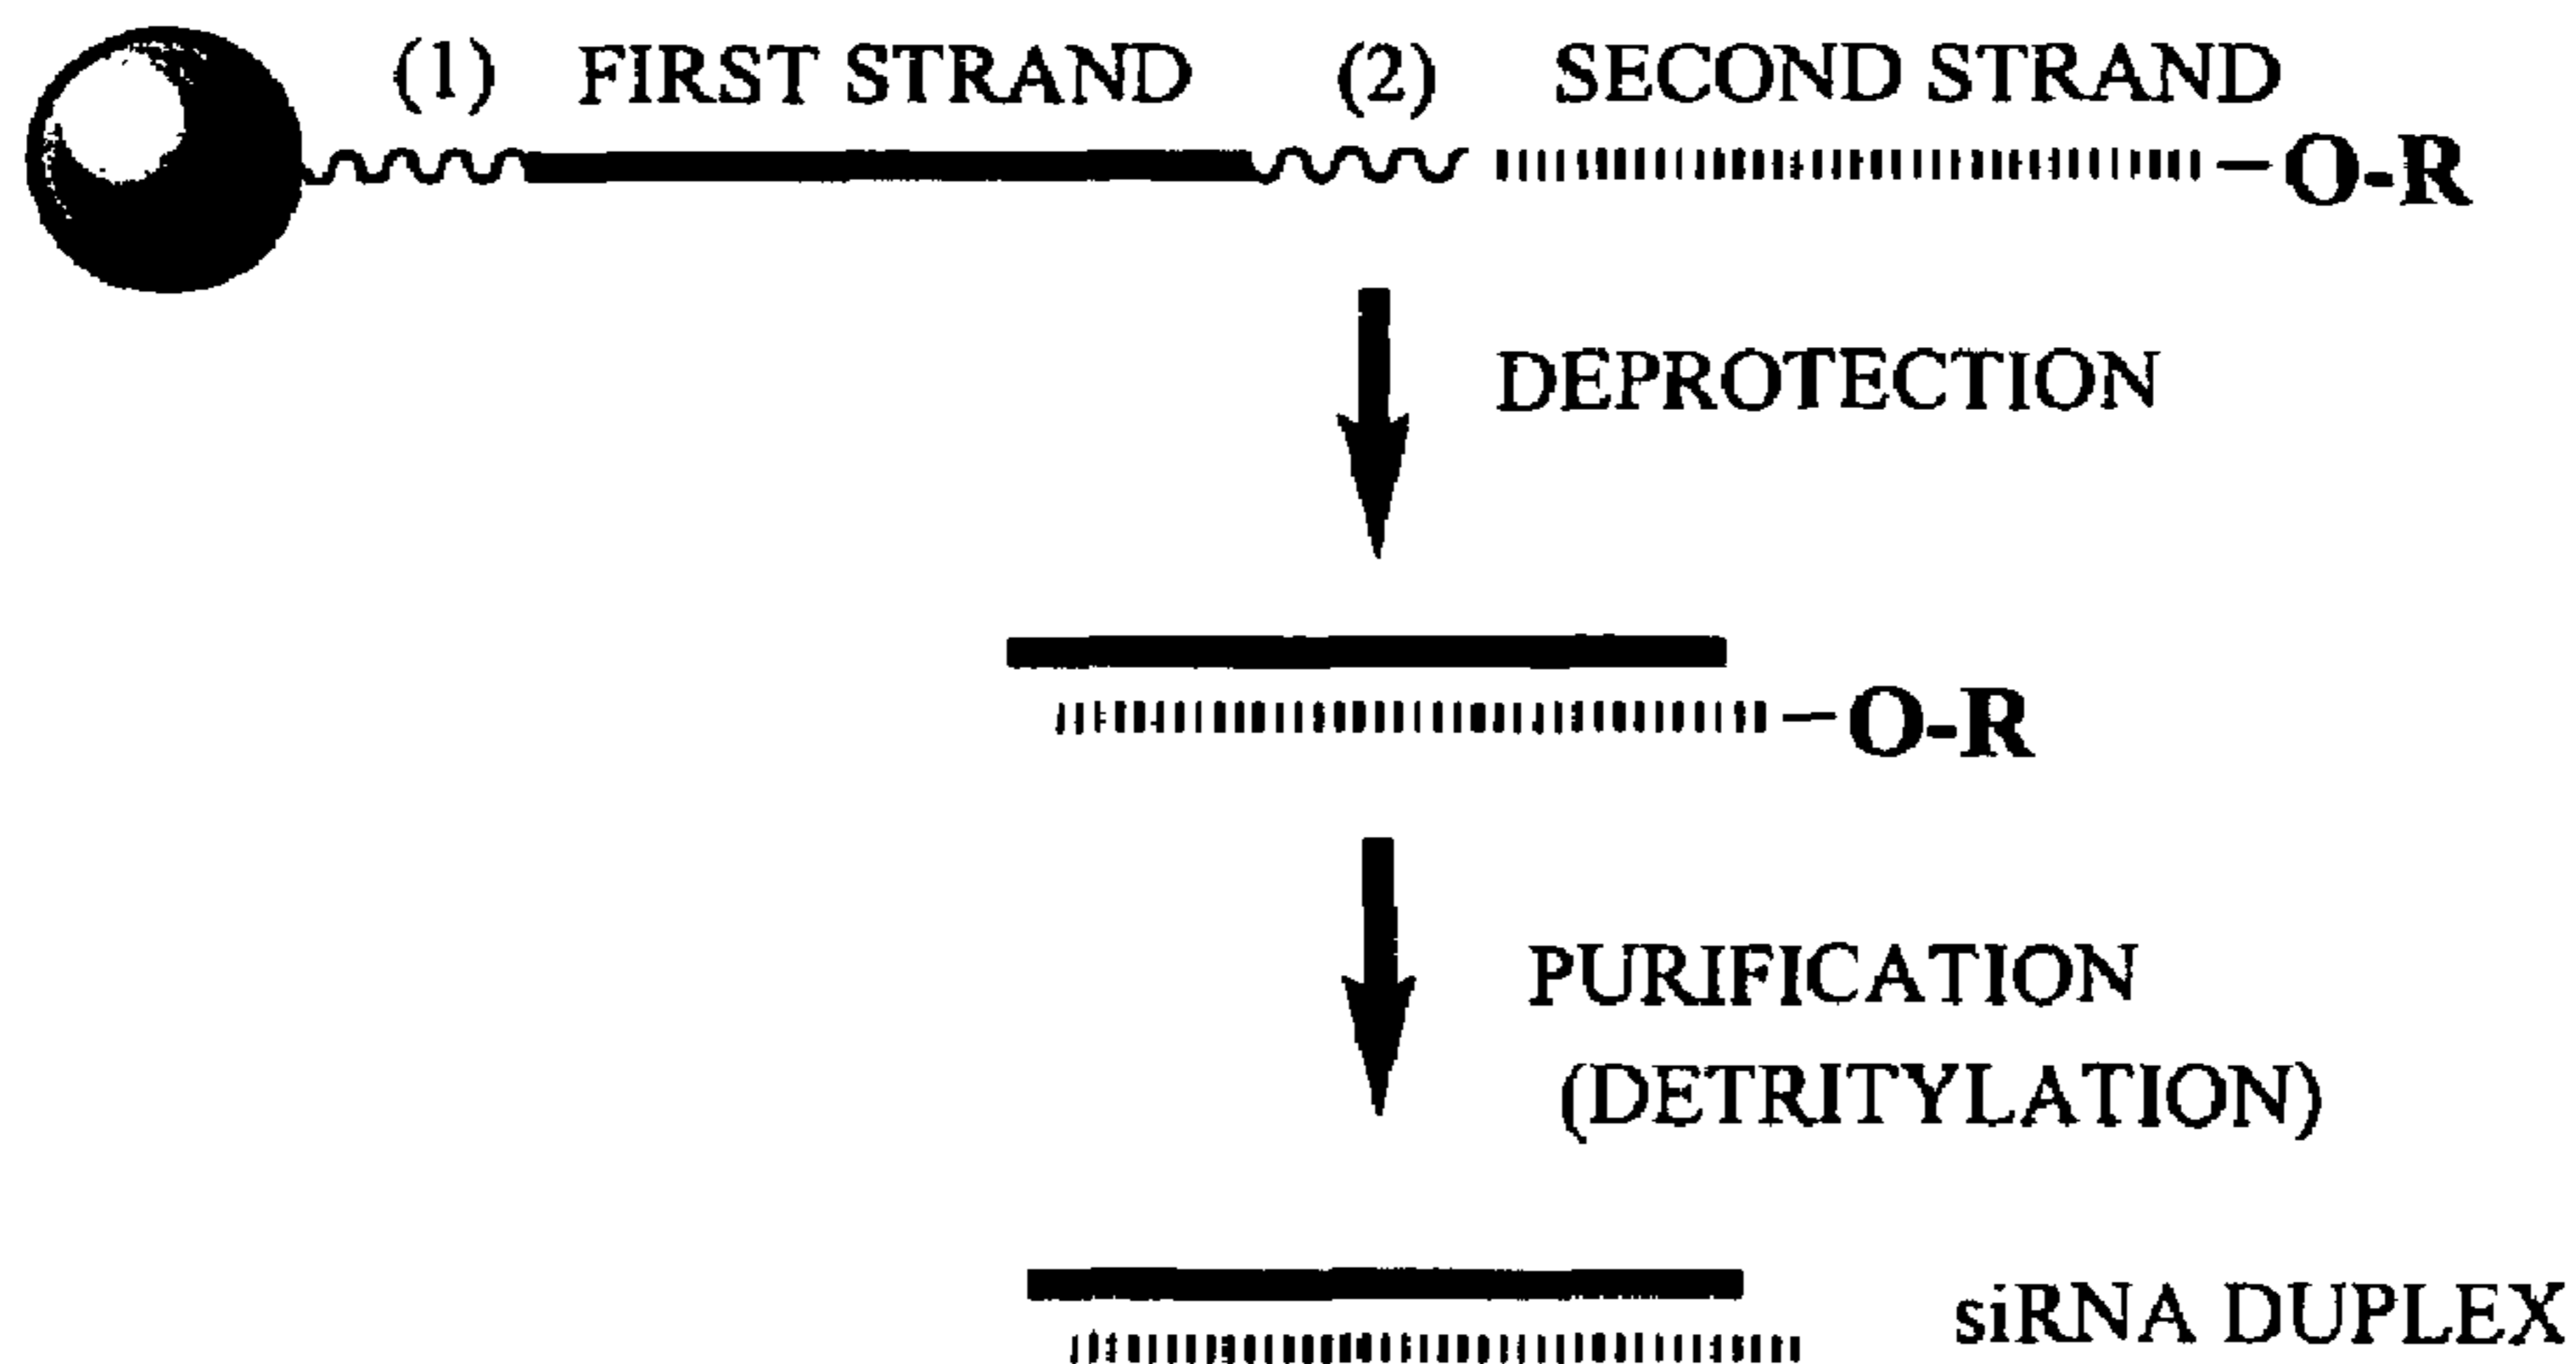 (1) FIRST STRAND (2) SECOND STRAND
O-R
DEPROTECTION
O-R
PURIFICATION
(DETRITYLATION)
siRNA DUPLEX